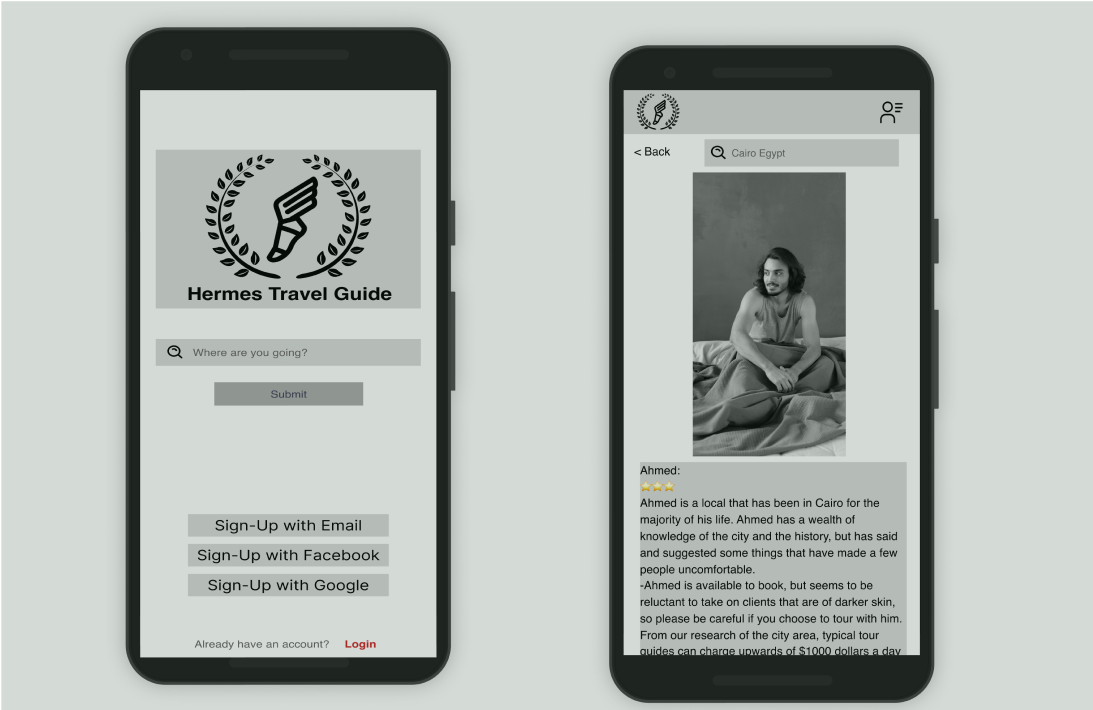 Hermes Travel Guide
Where are you going?
Submit
Sign-Up with Email
Sign-Up with Facebook
Sign-Up with Google
Already have an account? Login
< Back
Cairo Egypt
Ahmed:
Ahmed is a local that has been in Cairo for the
majority of his life. Ahmed has a wealth of
knowledge of the city and the history, but has said
and suggested some things that have made a few
people uncomfortable.
-Ahmed is available to book, but seems to be
reluctant to take on clients that are of darker skin,
so please be careful if you choose to tour with him.
From our research of the city area, typical tour
guides can charge upwards of $1000 dollars a day